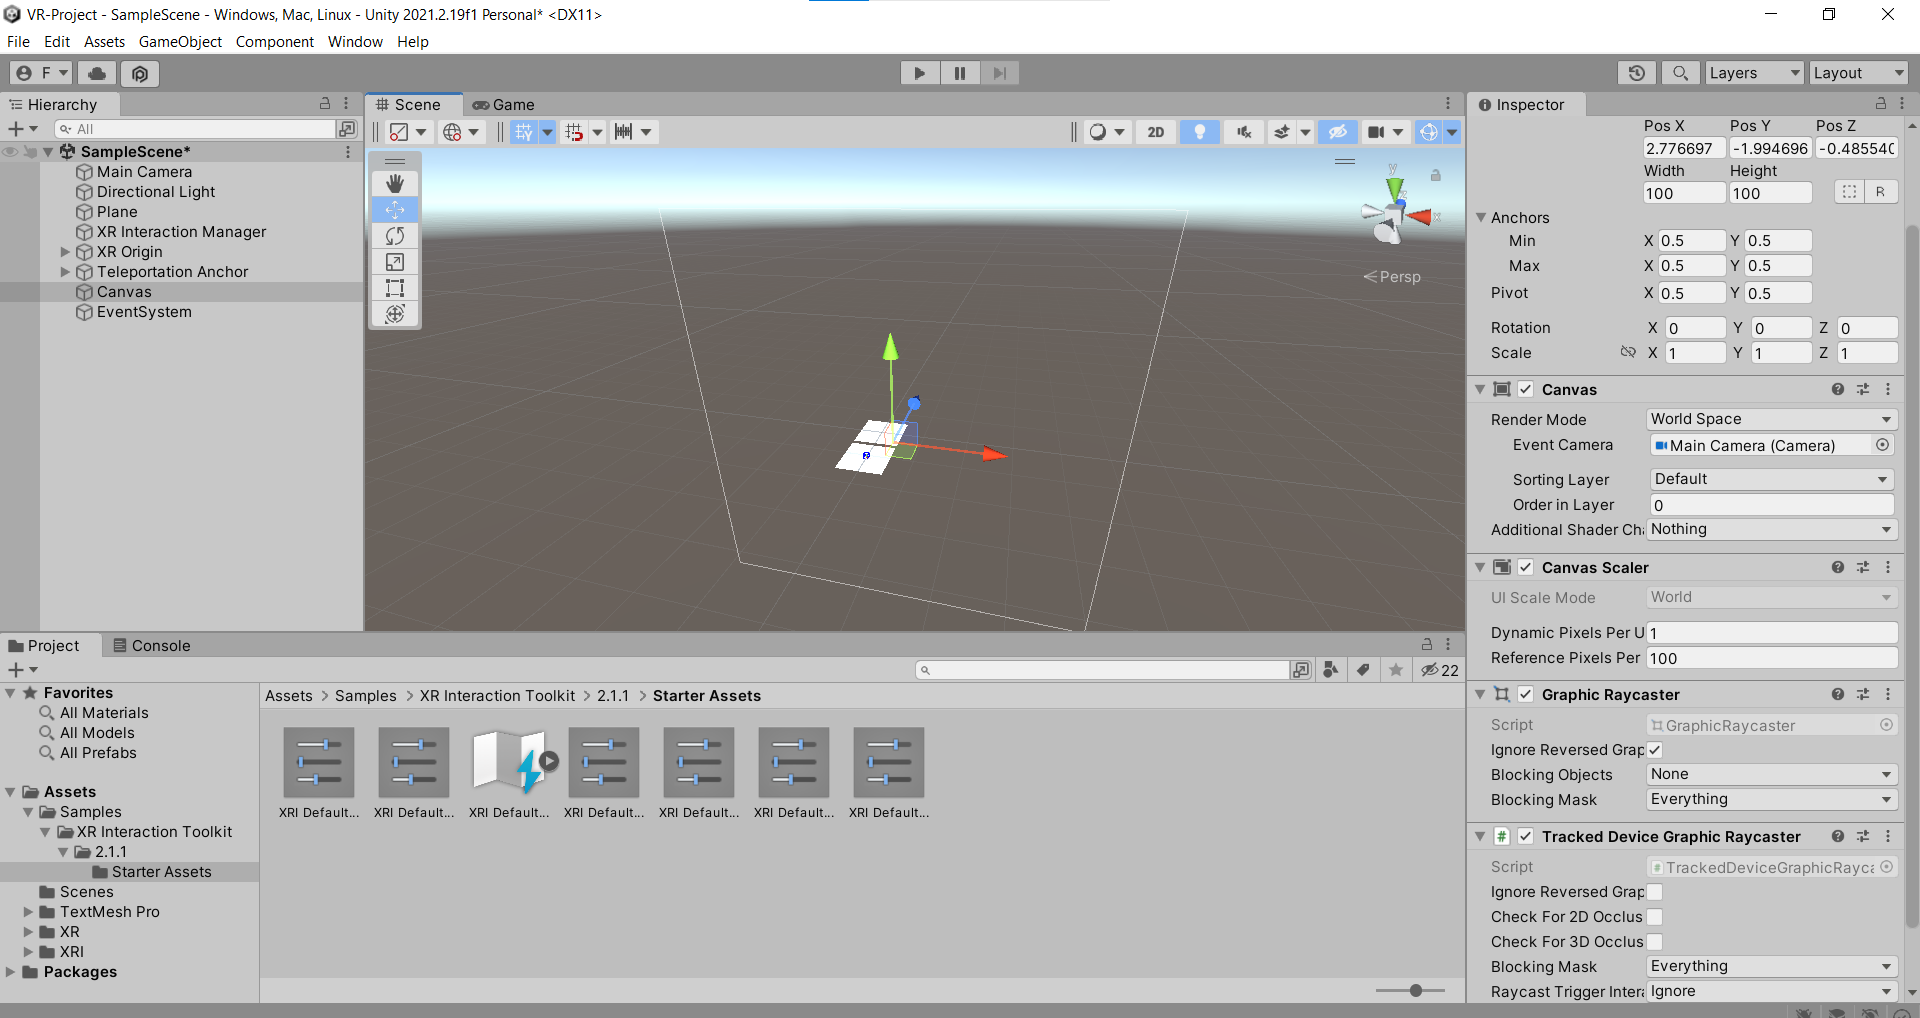 VR-Project - SampleScene - Windows, Mac, Linux - Unity 2021.2.19f1 Personal* <DX11>
File Edit Assets GameObject Component Window Help
F
Layers
Layout
Hierarchy
All
SampleScene*
Main Camera
Directional Light
Plane
XR Interaction Manager
XR Origin
Teleportation Anchor
Canvas
EventSystem
Scene
Game
2D
y
x
z
Persp
Inspector
Pos X Pos Y Pos Z
2.776697 -1.994696 -0.485540
Width Height
100 100 R
Anchors
Min X 0.5 Y 0.5
Max X 0.5 Y 0.5
Pivot X 0.5 Y 0.5
Rotation X 0 Y 0 Z 0
Scale X 1 Y 1 Z 1
Canvas
Render Mode World Space
Event Camera Main Camera (Camera)
Sorting Layer Default
Order in Layer 0
Additional Shader Cha Nothing
Canvas Scaler
UI Scale Mode World
Dynamic Pixels Per U 1
Reference Pixels Per 100
Graphic Raycaster
Script GraphicRaycaster
Ignore Reversed Grap
Blocking Objects None
Blocking Mask Everything
# Tracked Device Graphic Raycaster
Script # TrackedDeviceGraphicRayca
Ignore Reversed Grap
Check For 2D Occlus
Check For 3D Occlus
Blocking Mask Everything
Raycast Trigger Intera Ignore
Project
Console
22
Favorites
All Materials
All Models
All Prefabs
Assets
Samples
XR Interaction Toolkit
2.1.1
Starter Assets
Scenes
TextMesh Pro
XR
XRI
Packages
Assets > Samples > XR Interaction Toolkit > 2.1.1 > Starter Assets
XRI Default... XRI Default... XRI Default... XRI Default... XRI Default... XRI Default... XRI Default...